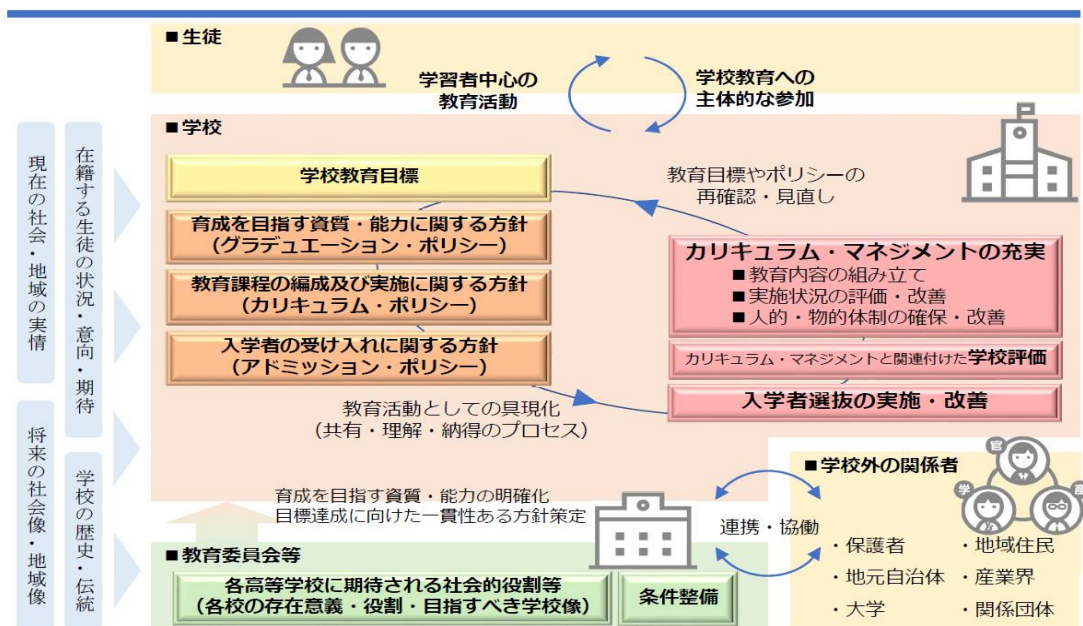 ■生徒
学習者中心の
教育活動
学校教育への
主体的な参加
現在の社会・地域の実情
在籍する生徒の状況・意向・期待
将来の社会像・地域像
学校の歴史・伝統
■学校
学校教育目標
育成を目指す資質・能力に関する方針
(グラデュエーション・ポリシー)
教育課程の編成及び実施に関する方針
(カリキュラム・ポリシー)
入学者の受け入れに関する方針
(アドミッション・ポリシー)
教育目標やポリシーの
再確認・見直し
カリキュラム・マネジメントの充実
■教育内容の組み立て
■実施状況の評価・改善
■人的・物的体制の確保・改善
カリキュラム・マネジメントと関連付けた学校評価
入学者選抜の実施・改善
教育活動としての具現化
(共有・理解・納得のプロセス)
育成を目指す資質・能力の明確化
目標達成に向けた一貫性ある方針策定
■教育委員会等
各高等学校に期待される社会的役割等
(各校の存在意義・役割・目指すべき学校像)
条件整備
連携・協働
■学校外の関係者
官
学
産
・保護者
・地域住民
・地元自治体
・産業界
・大学
・関係団体